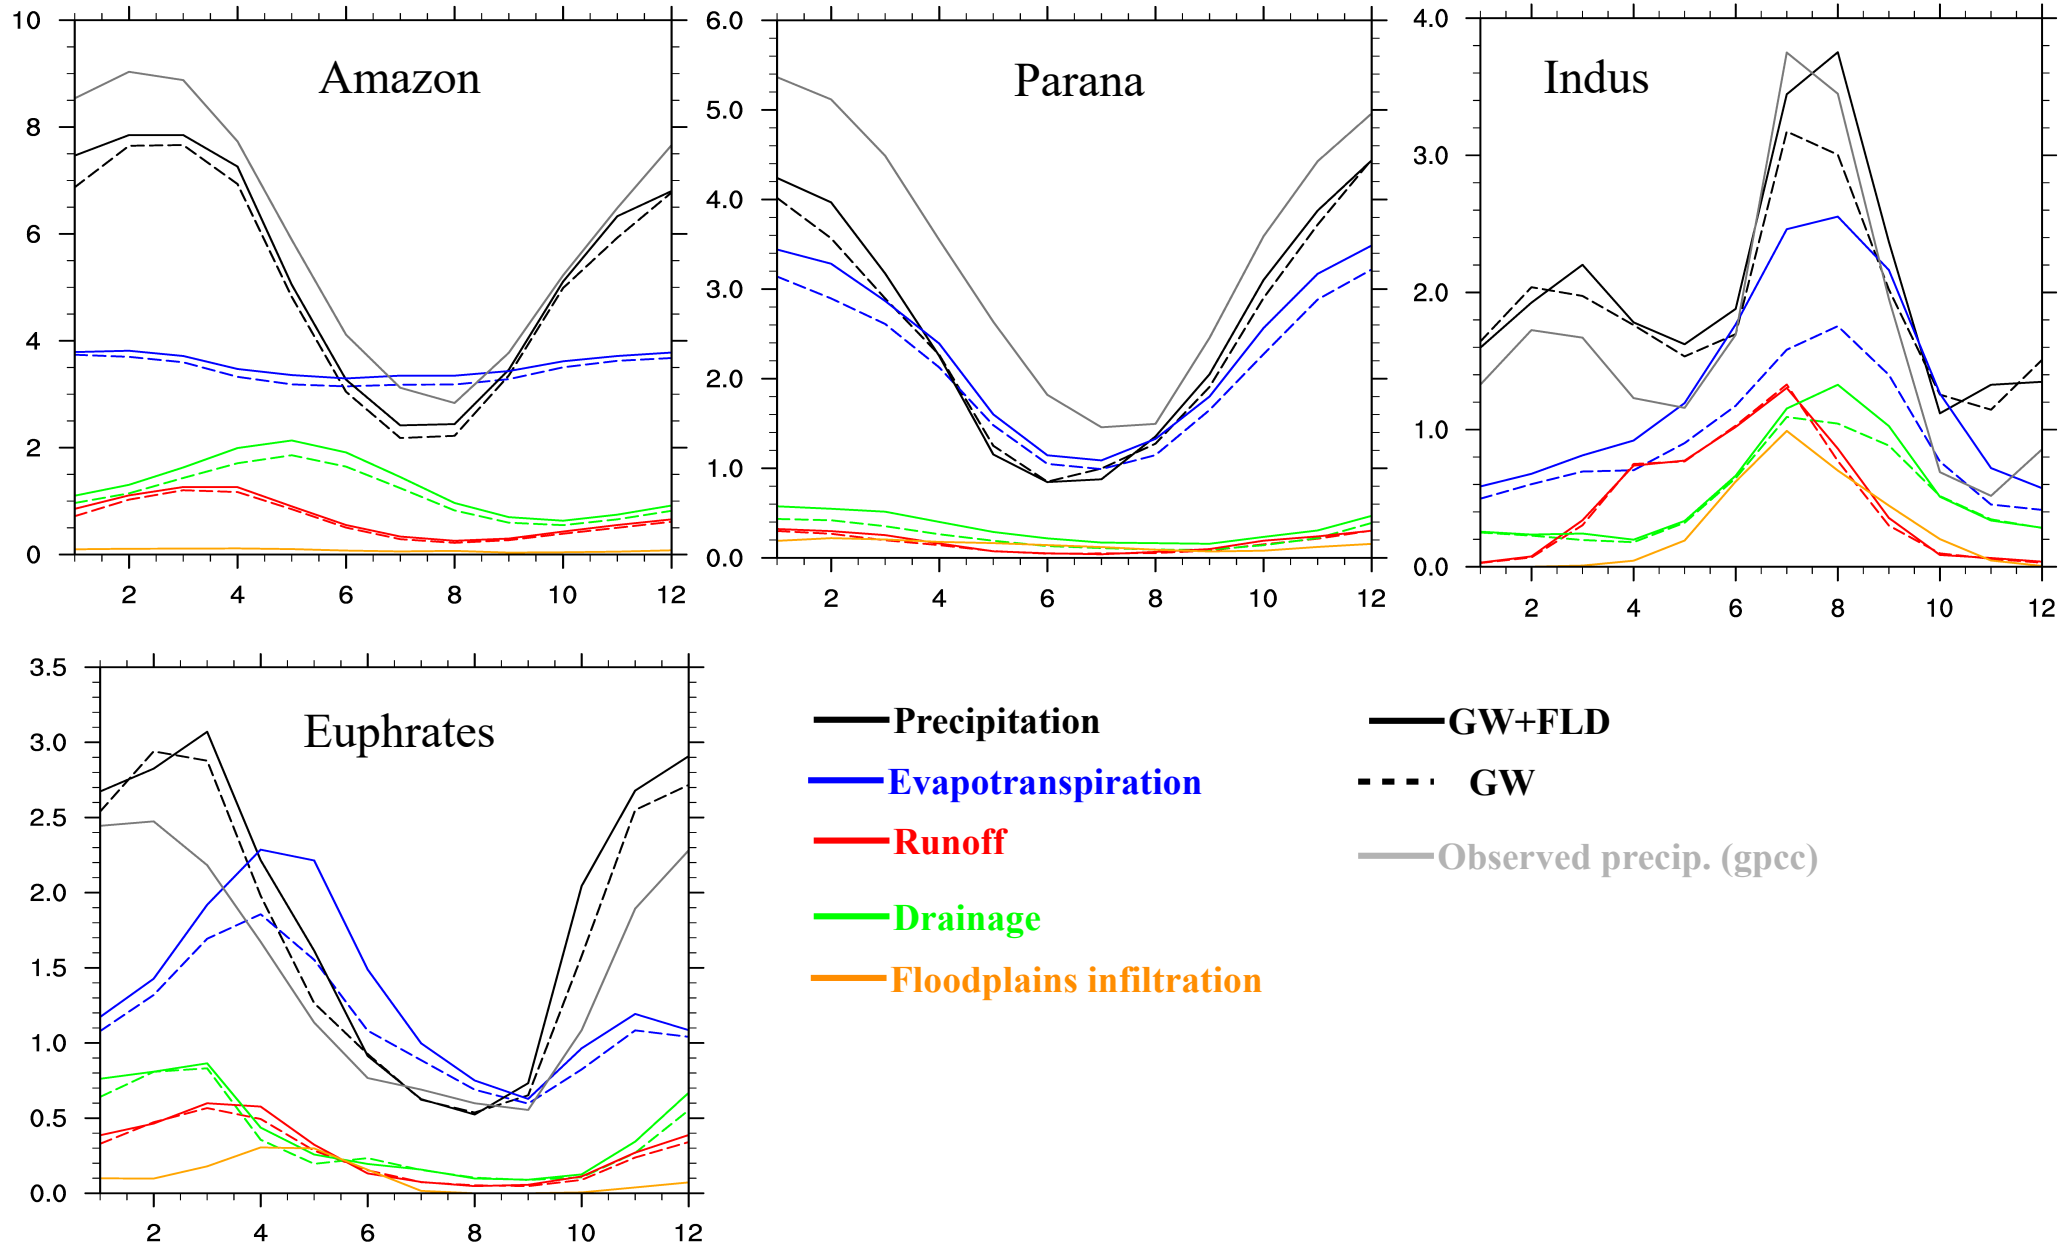 Amazon
10
8
6
4
2
0
2 4 6 8 10 12
Parana
6.0
5.0
4.0
3.0
2.0
1.0
0.0
2 4 6 8 10 12
Indus
4.0
3.0
2.0
1.0
0.0
2 4 6 8 10 12
Euphrates
3.5
3.0
2.5
2.0
1.5
1.0
0.5
0.0
2 4 6 8 10 12
Precipitation
Evapotranspiration
Runoff
Drainage
Floodplains infiltration
GW+FLD
GW
Observed precip. (gpcc)